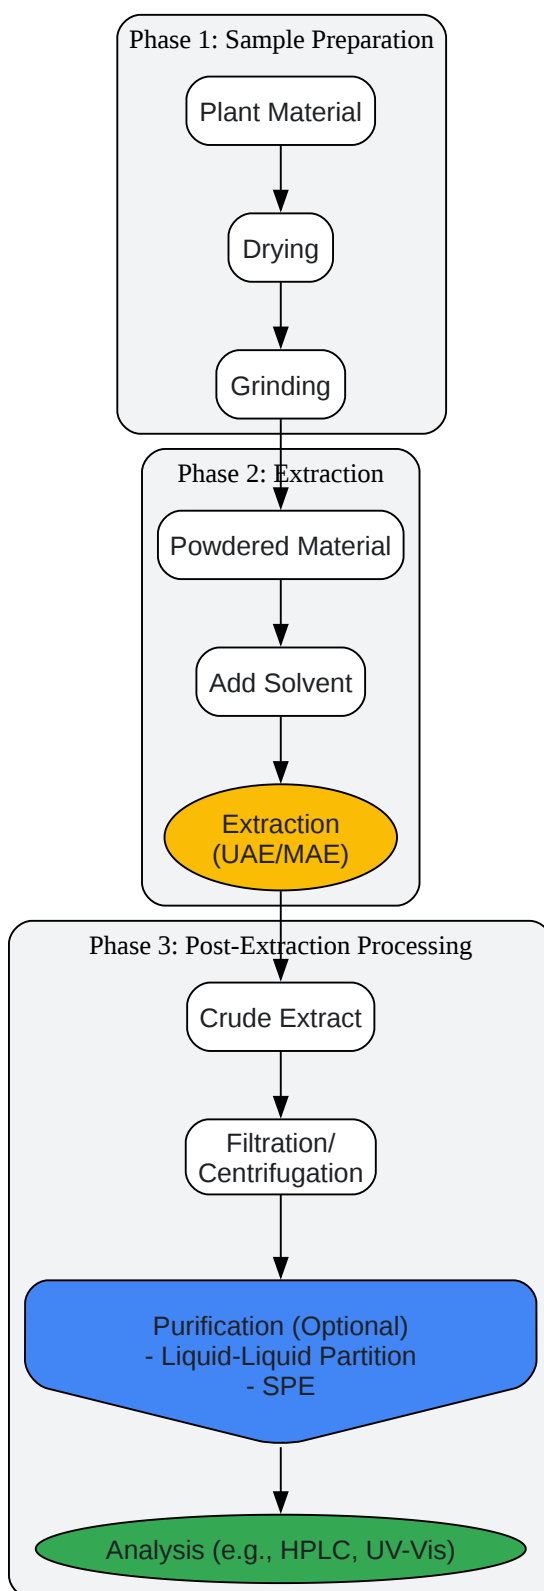 Phase 1: Sample Preparation
Plant Material
Drying
Grinding
Phase 2: Extraction
Powdered Material
Add Solvent
Extraction
(UAE/MAE)
Phase 3: Post-Extraction Processing
Crude Extract
Filtration/
Centrifugation
Purification (Optional)
- Liquid-Liquid Partition
- SPE
Analysis (e.g., HPLC, UV-Vis)